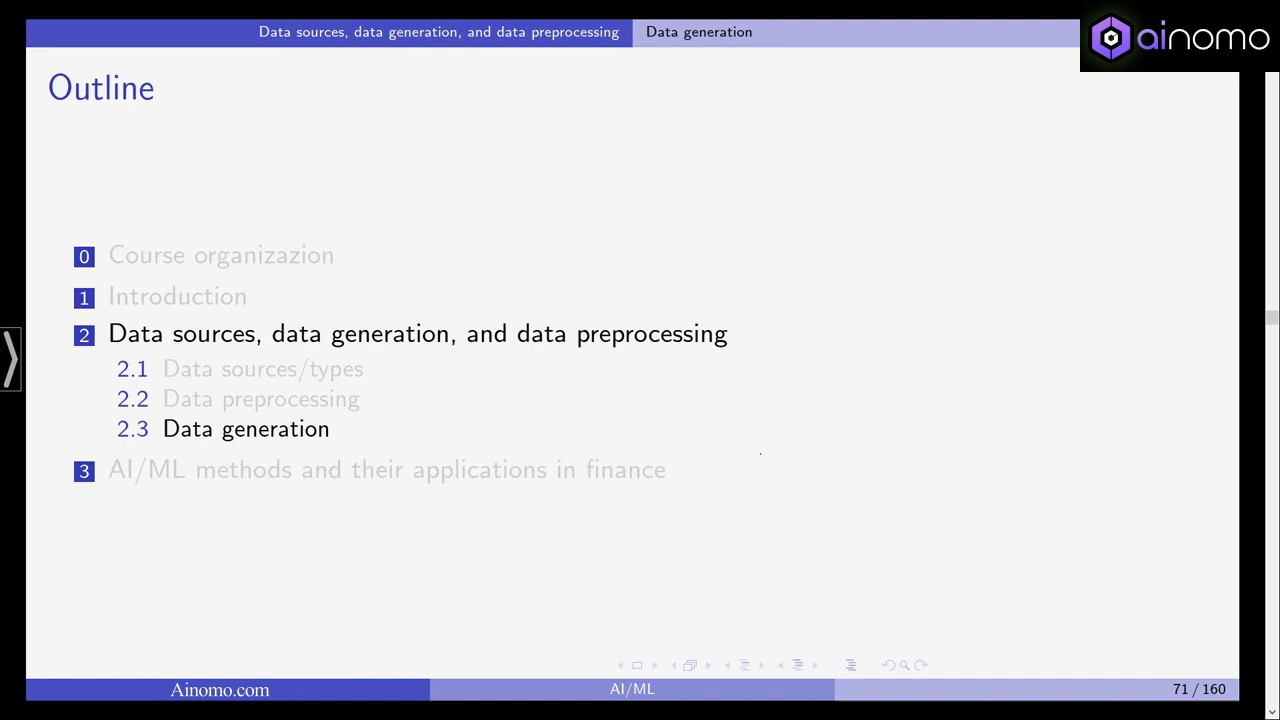 Data sources, data generation, and data preprocessing Data generation
ainomo
Outline
0 Course organizazion
1 Introduction
2 Data sources, data generation, and data preprocessing
2.1 Data sources/types
2.2 Data preprocessing
2.3 Data generation
3 AI/ML methods and their applications in finance
Ainomo.com AI/ML 71 / 160